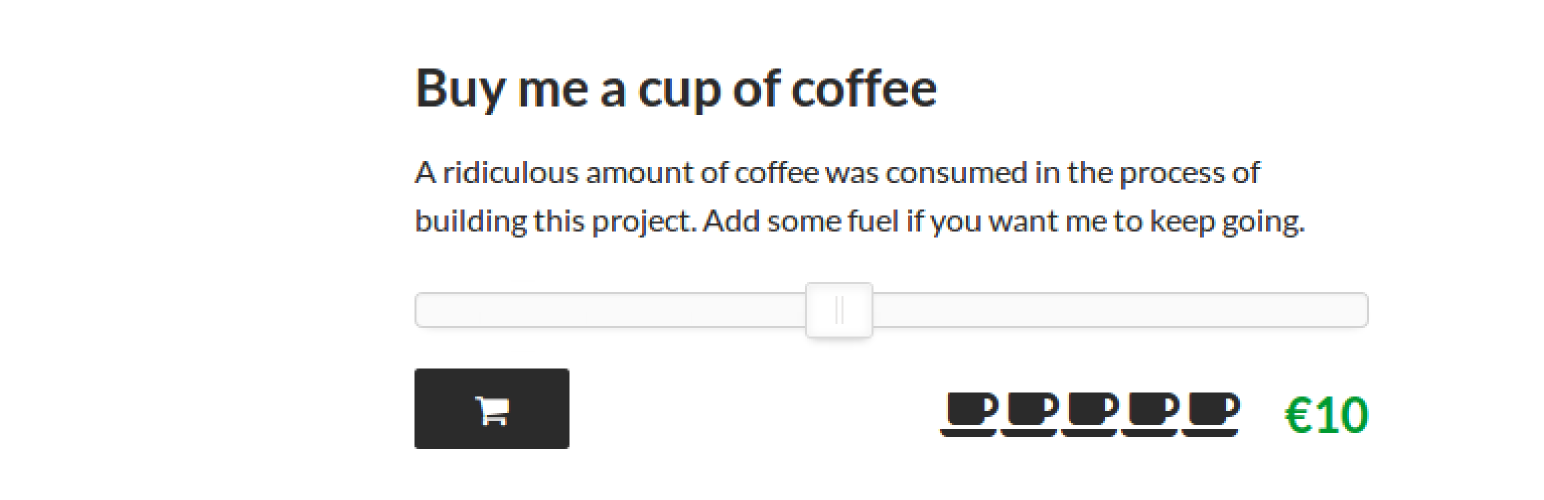 Buy me a cup of coffee
A ridiculous amount of coffee was consumed in the process of
building this project. Add some fuel if you want me to keep going.
€10